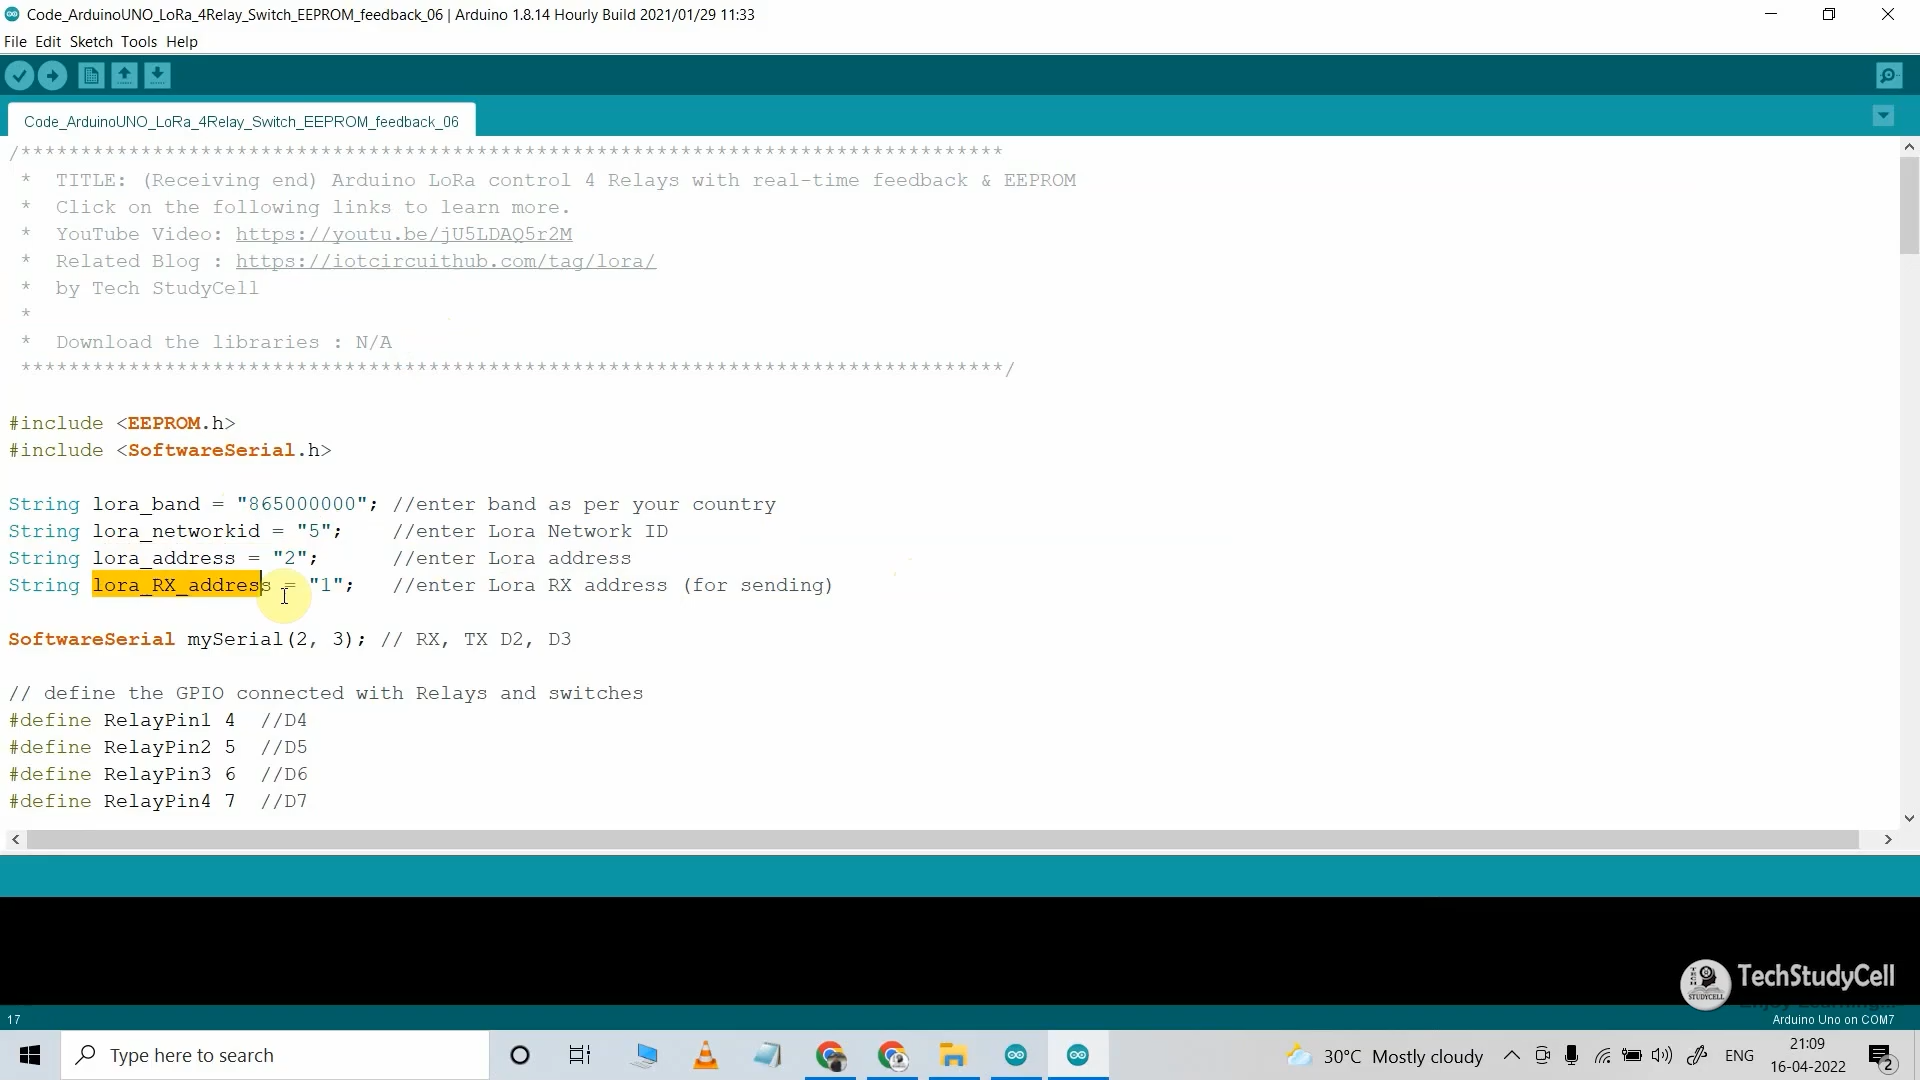 Code_ArduinoUNO_LoRa_4Relay_Switch_EEPROM_feedback_06 | Arduino 1.8.14 Hourly Build 2021/01/29 11:33
File Edit Sketch Tools Help
Code_ArduinoUNO_LoRa_4Relay_Switch_EEPROM_feedback_06
/**********************************************************************************
* TITLE: (Receiving end) Arduino LoRa control 4 Relays with real-time feedback & EEPROM
* Click on the following links to learn more.
* YouTube Video: https://youtu.be/jU5LDAQ5r2M
* Related Blog : https://iotcircuithub.com/tag/lora/
* by Tech StudyCell
*
* Download the libraries : N/A
**********************************************************************************/
#include <EEPROM.h>
#include <SoftwareSerial.h>
String lora_band = "865000000"; //enter band as per your country
String lora_networkid = "5"; //enter Lora Network ID
String lora_address = "2"; //enter Lora address
String lora_RX_address = "1"; //enter Lora RX address (for sending)
SoftwareSerial mySerial(2, 3); // RX, TX D2, D3
// define the GPIO connected with Relays and switches
#define RelayPin1 4 //D4
#define RelayPin2 5 //D5
#define RelayPin3 6 //D6
#define RelayPin4 7 //D7
STUDYCELL
TechStudyCell
17
Arduino Uno on COM7
Type here to search
30°C Mostly cloudy
ENG
21:09
16-04-2022
2